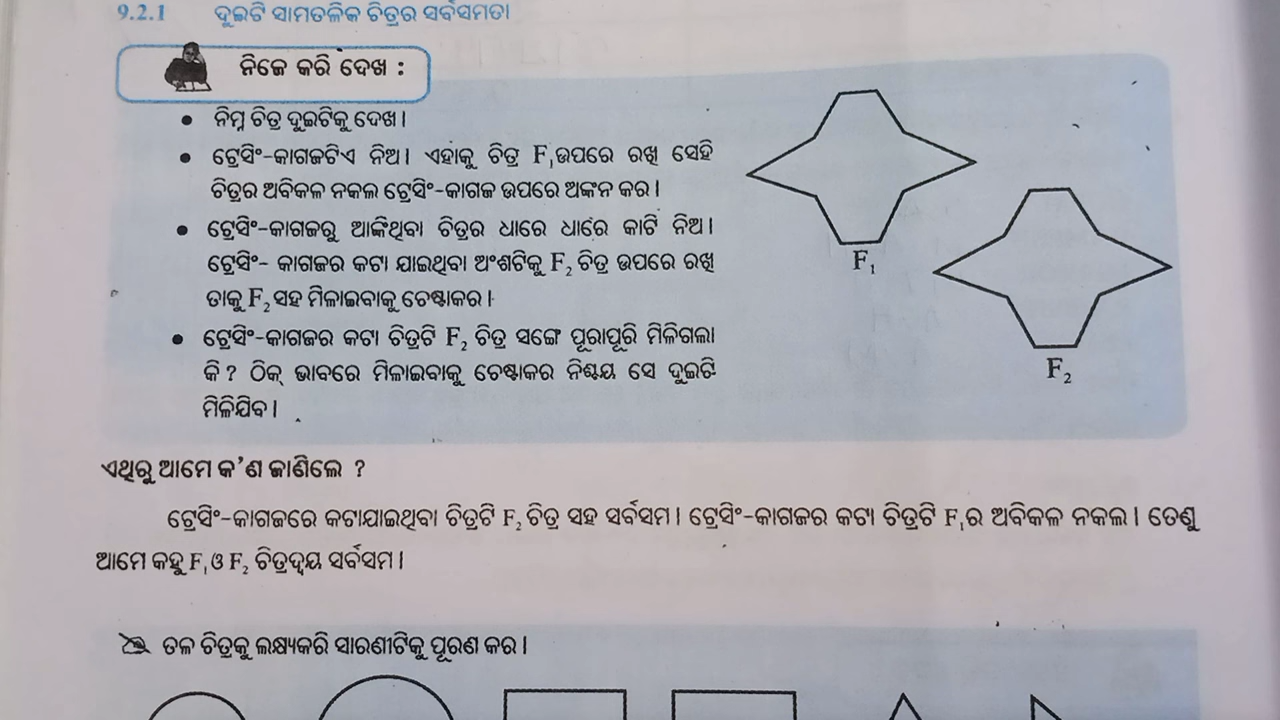 9.2.1 ଦୁଇଟି ସାମତଳିକ ଚିତ୍ରର ସର୍ବସମତା
ନିଜେ କରି ଦେଖ :
• ନିମ୍ନ ଚିତ୍ର ଦୁଇଟିକୁ ଦେଖ।
• ଟ୍ରେସିଂ-କାଗଜଟିଏ ନିଅ। ଏହାକୁ ଚିତ୍ର F₁ଉପରେ ରଖି ସେହି
ଚିତ୍ରର ଅବିକଳ ନକଲ ଟ୍ରେସିଂ-କାଗଜ ଉପରେ ଅଙ୍କନ କର।
• ଟ୍ରେସିଂ-କାଗଜରୁ ଆଙ୍କିଥିବା ଚିତ୍ରର ଧାରେ ଧାରେ କାଟି ନିଅ।
ଟ୍ରେସିଂ- କାଗଜର କଟା ଯାଇଥିବା ଅଂଶଟିକୁ F₂ ଚିତ୍ର ଉପରେ ରଖି
ତାକୁ F₂ ସହ ମିଳାଇବାକୁ ଚେଷ୍ଟାକର।
• ଟ୍ରେସିଂ-କାଗଜର କଟା ଚିତ୍ରଟି F₂ ଚିତ୍ର ସଙ୍ଗେ ପୂରାପୂରି ମିଳିଗଲା
କି ? ଠିକ୍ ଭାବରେ ମିଳାଇବାକୁ ଚେଷ୍ଟାକର ନିଶ୍ଚୟ ସେ ଦୁଇଟି
ମିଳିଯିବ।
F₁
F₂
ଏଥିରୁ ଆମେ କ'ଣ ଜାଣିଲେ ?
ଟ୍ରେସିଂ-କାଗଜରେ କଟାଯାଇଥିବା ଚିତ୍ରଟି F₂ ଚିତ୍ର ସହ ସର୍ବସମ। ଟ୍ରେସିଂ-କାଗଜର କଟା ଚିତ୍ରଟି F₁ର ଅବିକଳ ନକଲ। ତେଣୁ
ଆମେ କହୁ F₁ଓ F₂ ଚିତ୍ରଦ୍ୱୟ ସର୍ବସମ।
ତଳ ଚିତ୍ରକୁ ଲକ୍ଷ୍ୟକରି ସାରଣୀଟିକୁ ପୂରଣ କର।